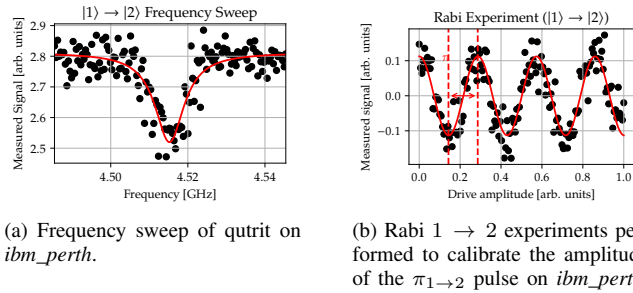 |1⟩ → |2⟩ Frequency Sweep
Measured Signal [arb. units]
2.9
2.8
2.7
2.6
2.5
4.50
4.52
4.54
Frequency [GHz]
(a) Frequency sweep of qutrit on
ibm_perth.
Rabi Experiment (|1⟩ → |2⟩)
Measured signal [arb. units]
0.1
0.0
−0.1
π
0.0
0.2
0.4
0.6
0.8
1.0
Drive amplitude [arb. units]
(b) Rabi 1 → 2 experiments pe
formed to calibrate the amplitud
of the π1→2 pulse on ibm_pert